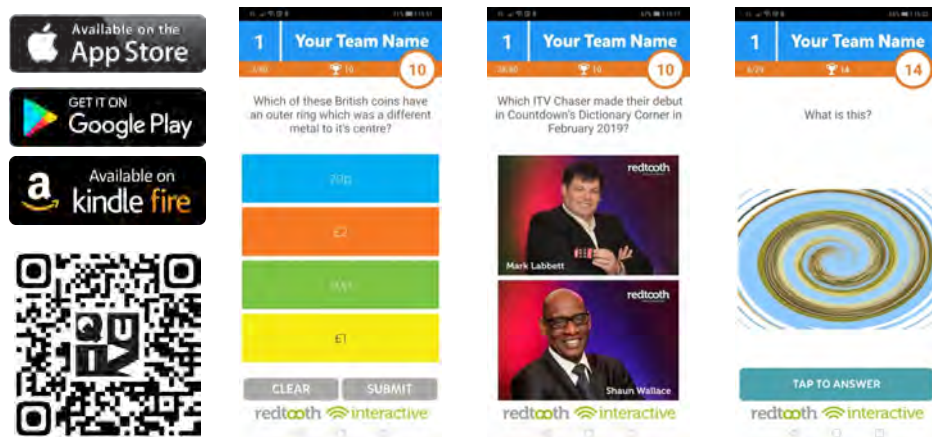 Available on the
App Store
GET IT ON
Google Play
Available on
kindle fire
QUIZ
1 Your Team Name
10
10
Which of these British coins have
an outer ring which was a different
metal to it's centre?
£2
£1
CLEAR SUBMIT
redtooth interactive
1 Your Team Name
10
10
Which ITV Chaser made their debut
in Countdown's Dictionary Corner in
February 2019?
redtooth
Mark Labbett
redtooth
Shaun Wallace
redtooth interactive
1 Your Team Name
14
14
What is this?
TAP TO ANSWER
redtooth interactive